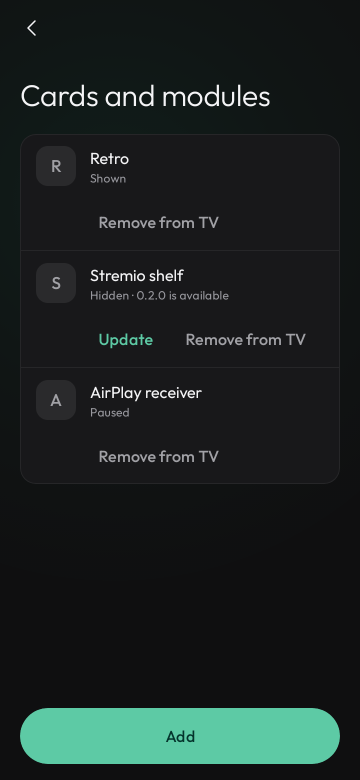 Cards and modules
R
Retro
Shown
Remove from TV
S
Stremio shelf
Hidden · 0.2.0 is available
Update
Remove from TV
A
AirPlay receiver
Paused
Remove from TV
Add